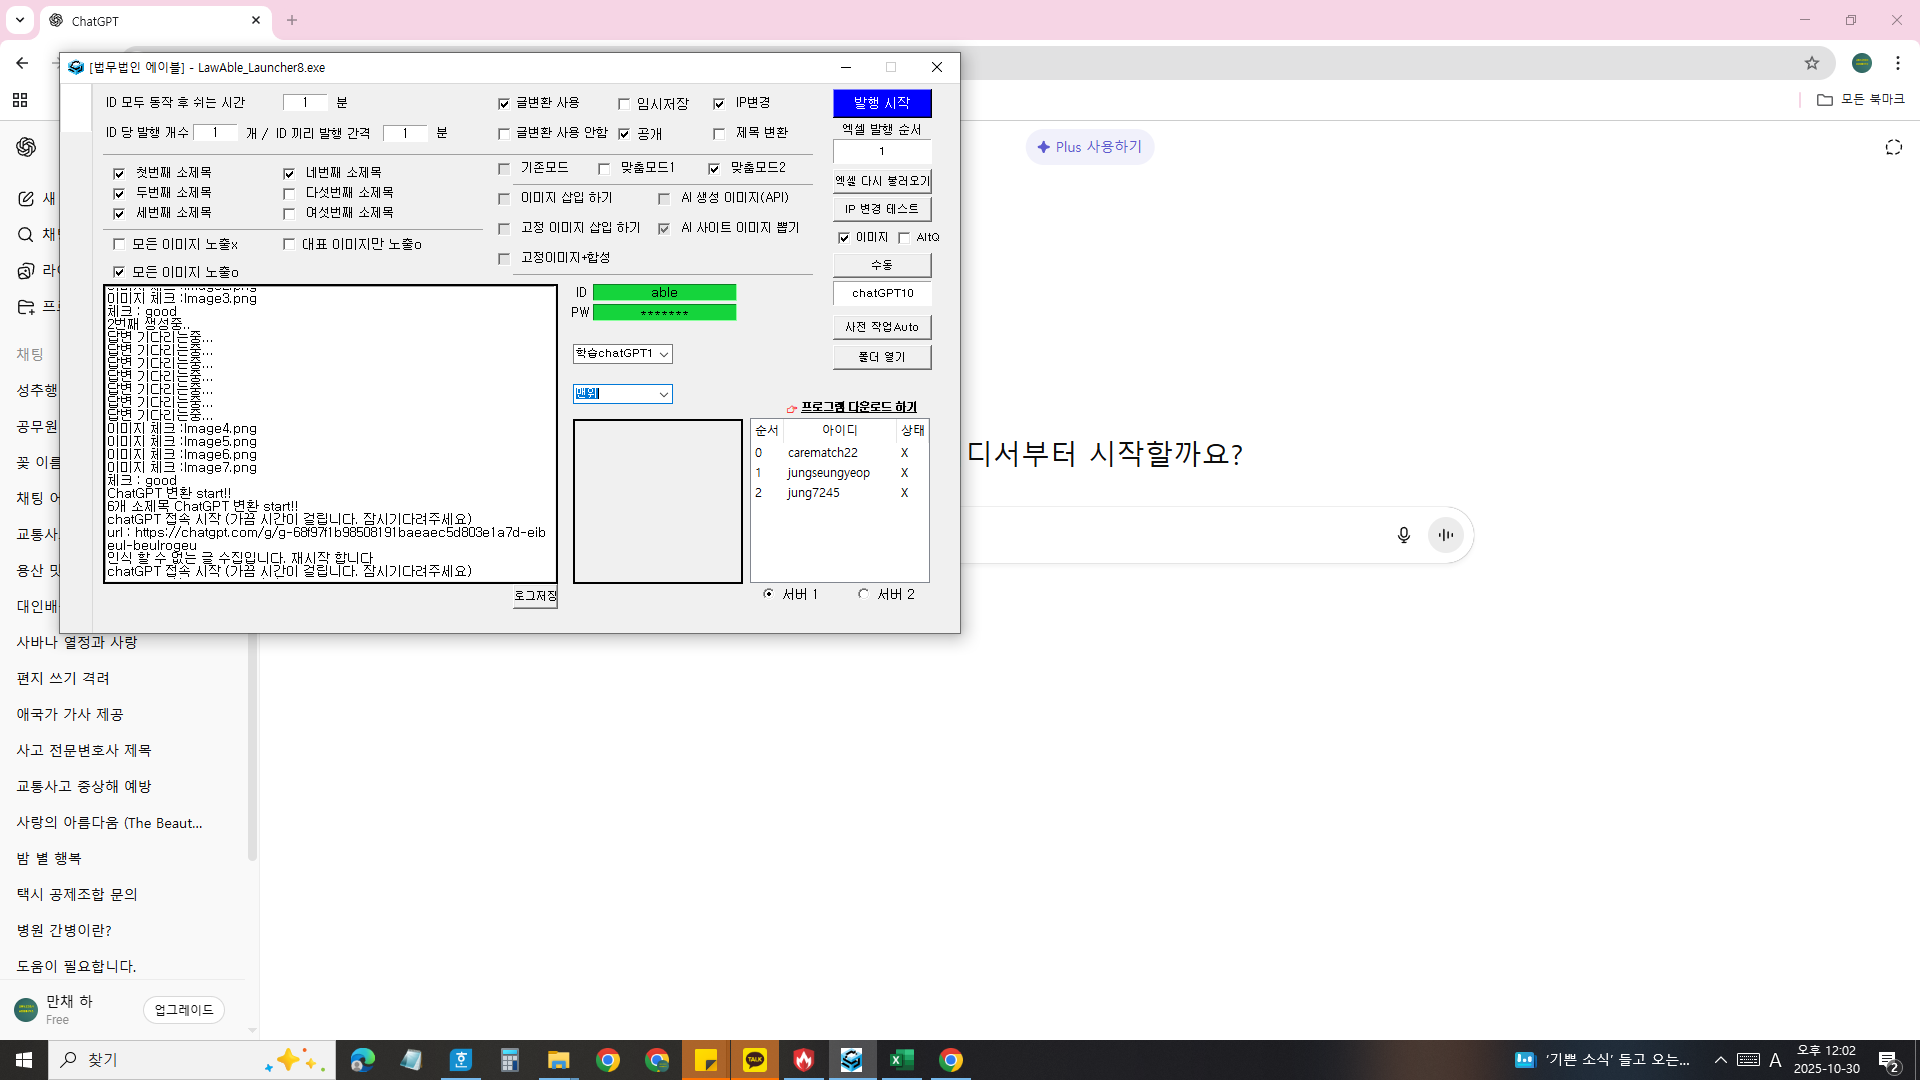 ChatGPT
[법무법인 에이블] - LawAble_Launcher8.exe
모든 북마크
ID 모두 동작 후 쉬는 시간 1 분
ID 당 발행 개수 1 개 / ID 끼리 발행 간격 1 분
글변환 사용 임시저장 IP변경
글변환 사용 안함 공개 제목 변환
첫번째 소제목 네번째 소제목
두번째 소제목 다섯번째 소제목
세번째 소제목 여섯번째 소제목
모든 이미지 노출x 대표 이미지만 노출o
모든 이미지 노출o
기존모드 맞춤모드1 맞춤모드2
이미지 삽입 하기 AI 생성 이미지(API)
고정 이미지 삽입 하기 AI 사이트 이미지 뽑기
고정이미지+합성
발행 시작
엑셀 발행 순서
1
엑셀 다시 불러오기
IP 변경 테스트
이미지 AltQ
수동
chatGPT10
사전 작업Auto
폴더 열기
이미지 체크 :Image2.png
이미지 체크 :Image3.png
체크 : good
2번째 생성중..
답변 기다리는중...
답변 기다리는중...
답변 기다리는중...
답변 기다리는중...
답변 기다리는중...
답변 기다리는중...
답변 기다리는중...
이미지 체크 :Image4.png
이미지 체크 :Image5.png
이미지 체크 :Image6.png
이미지 체크 :Image7.png
체크 : good
ChatGPT 변환 start!!
6개 소제목 ChatGPT 변환 start!!
chatGPT 접속 시작 (가끔 시간이 걸립니다. 잠시기다려주세요)
url : https://chatgpt.com/g/g-68f97f1b98508191baeaec5d803e1a7d-eib
eul-beulrogeu
인식 할 수 없는 글 수집입니다. 재시작 합니다
chatGPT 접속 시작 (가끔 시간이 걸립니다. 잠시기다려주세요)
로그저장
ID able
PW *******
학습chatGPT1
맨위
프로그램 다운로드 하기
순서 아이디 상태
0 carematch22 X
1 jungseungyeop X
2 jung7245 X
서버 1 서버 2
Plus 사용하기
디서부터 시작할까요?
새
채팅
성추행
공무원
꽃 이름
채팅 어
교통사
용산 맛
대인배
사바나 열정과 사랑
편지 쓰기 격려
애국가 가사 제공
사고 전문변호사 제목
교통사고 중상해 예방
사랑의 아름다움 (The Beaut...
밤 별 행복
택시 공제조합 문의
병원 간병이란?
도움이 필요합니다.
만채 하
Free
업그레이드
찾기
TALK
'기쁜 소식' 들고 오는...
A
오후 12:02
2025-10-30
2